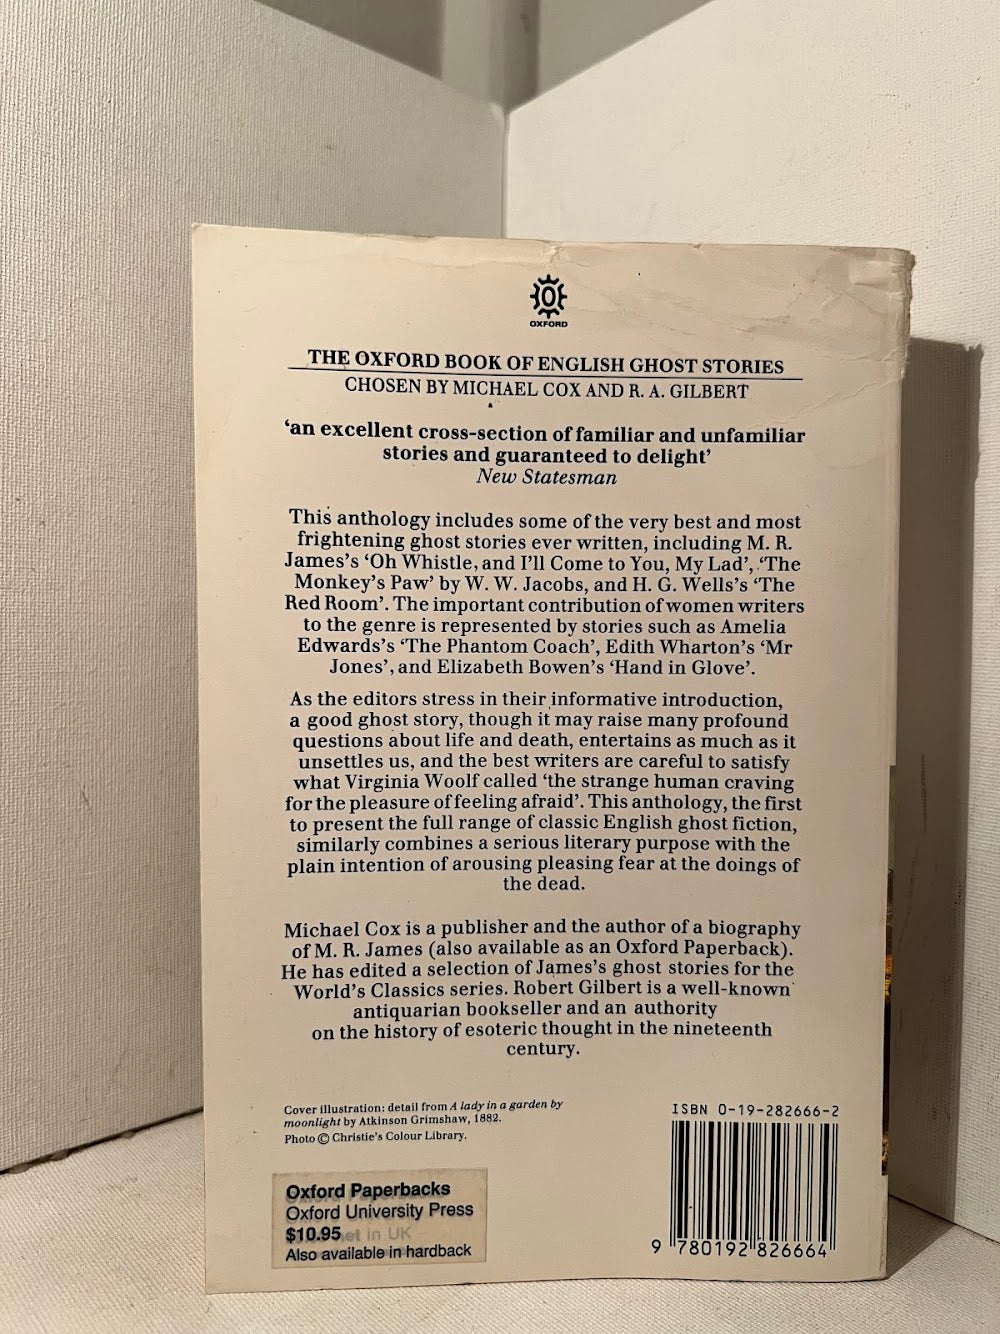 OXFORD
THE OXFORD BOOK OF ENGLISH GHOST STORIES
CHOSEN BY MICHAEL COX AND R. A. GILBERT
‘an excellent cross-section of familiar and unfamiliar
stories and guaranteed to delight’
New Statesman
This anthology includes some of the very best and most
frightening ghost stories ever written, including M. R.
James's ‘Oh Whistle, and I'll Come to You, My Lad’, ‘The
Monkey's Paw’ by W. W. Jacobs, and H. G. Wells's ‘The
Red Room’. The important contribution of women writers
to the genre is represented by stories such as Amelia
Edwards's ‘The Phantom Coach’, Edith Wharton's ‘Mr
Jones’, and Elizabeth Bowen's ‘Hand in Glove’.
As the editors stress in their informative introduction,
a good ghost story, though it may raise many profound
questions about life and death, entertains as much as it
unsettles us, and the best writers are careful to satisfy
what Virginia Woolf called ‘the strange human craving
for the pleasure of feeling afraid’. This anthology, the first
to present the full range of classic English ghost fiction,
similarly combines a serious literary purpose with the
plain intention of arousing pleasing fear at the doings of
the dead.
Michael Cox is a publisher and the author of a biography
of M. R. James (also available as an Oxford Paperback).
He has edited a selection of James's ghost stories for the
World's Classics series. Robert Gilbert is a well-known
antiquarian bookseller and an authority
on the history of esoteric thought in the nineteenth
century.
Cover illustration: detail from A lady in a garden by
moonlight by Atkinson Grimshaw, 1882.
Photo © Christie's Colour Library.
ISBN 0-19-282666-2
9 780192 826664
Oxford Paperbacks
Oxford University Press
$10.95 net in UK
Also available in hardback